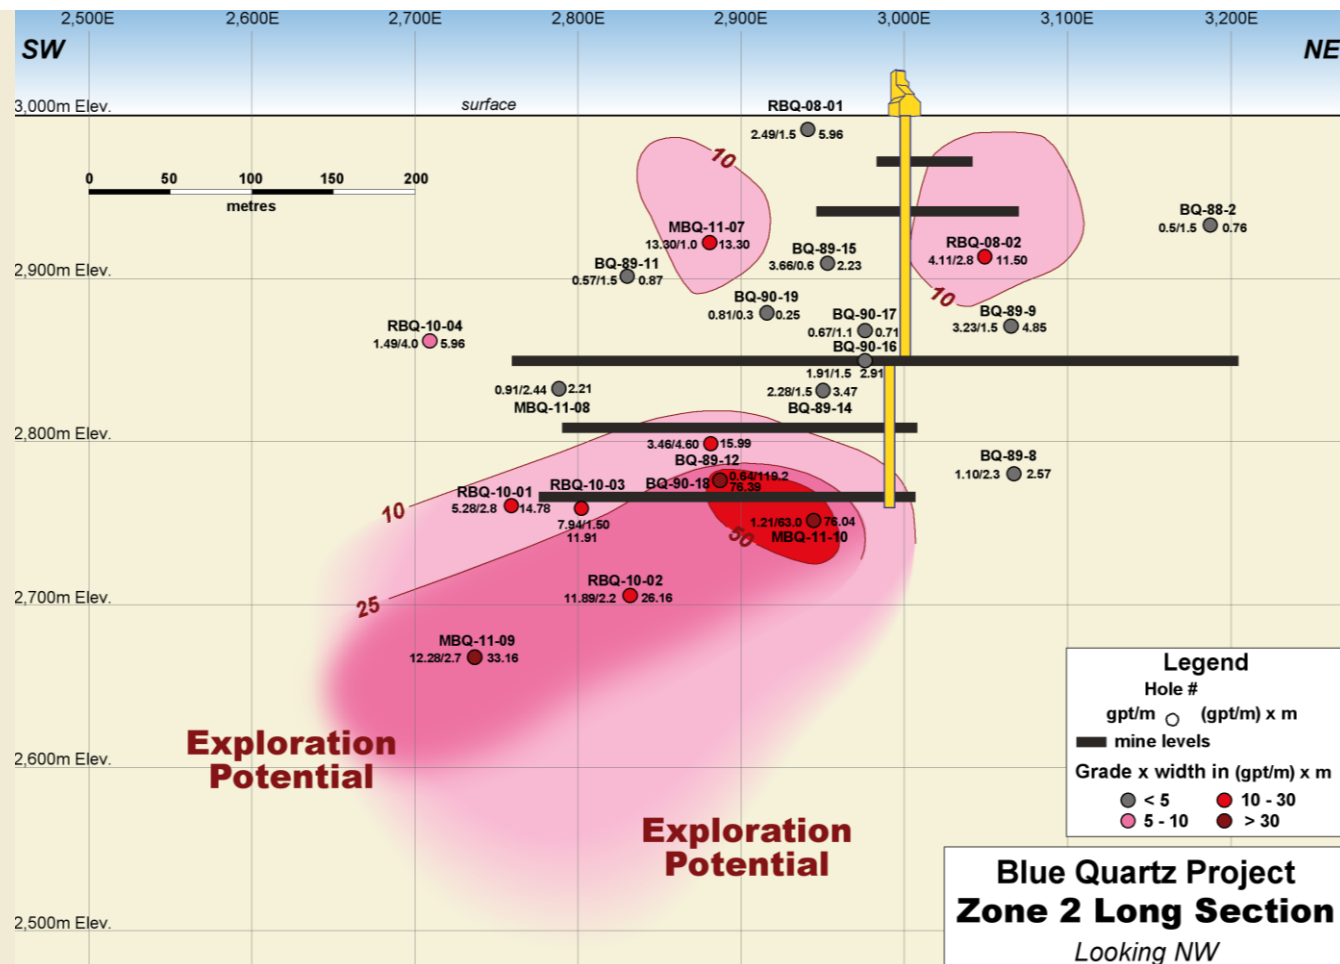 2,500E 2,600E 2,700E 2,800E 2,900E 3,000E 3,100E 3,200E
SW
NE
3,000m Elev.
surface
RBQ-08-01
2.49/1.5 5.96
0 50 100 150 200
metres
10
MBQ-11-07
13.30/1.0 13.30
BQ-88-2
0.5/1.5 0.76
BQ-89-15
3.66/0.6 2.23
RBQ-08-02
4.11/2.8 11.50
10
2,900m Elev.
BQ-89-11
0.57/1.5 0.87
BQ-90-19
0.81/0.3 0.25
BQ-90-17
0.67/1.1 0.71
BQ-89-9
3.23/1.5 4.85
RBQ-10-04
1.49/4.0 5.96
BQ-90-16
1.91/1.5 2.91
0.91/2.44 2.21
MBQ-11-08
2.28/1.5 3.47
BQ-89-14
2,800m Elev.
3.46/4.60 15.99
BQ-89-12
BQ-89-8
1.10/2.3 2.57
BQ-90-18 0.64/119.2
76.39
RBQ-10-01
5.28/2.8 14.78
RBQ-10-03
7.94/1.50
11.91
10
1.21/63.0 76.04
MBQ-11-10
50
2,700m Elev.
25
RBQ-10-02
11.89/2.2 26.16
MBQ-11-09
12.28/2.7 33.16
Exploration
Potential
2,600m Elev.
Exploration
Potential
2,500m Elev.
Legend
Hole #
gpt/m (gpt/m) x m
mine levels
Grade x width in (gpt/m) x m
< 5 10 - 30
5 - 10 > 30
Blue Quartz Project
Zone 2 Long Section
Looking NW